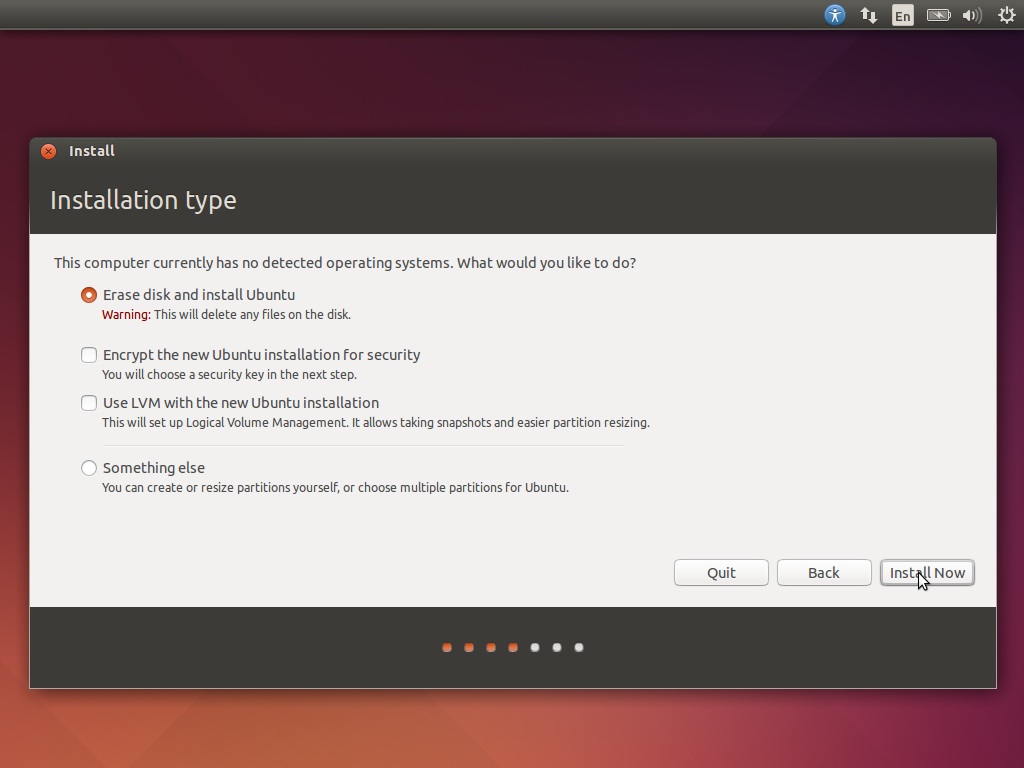 En
Install
Installation type
This computer currently has no detected operating systems. What would you like to do?
Erase disk and install Ubuntu
Warning: This will delete any files on the disk.
Encrypt the new Ubuntu installation for security
You will choose a security key in the next step.
Use LVM with the new Ubuntu installation
This will set up Logical Volume Management. It allows taking snapshots and easier partition resizing.
Something else
You can create or resize partitions yourself, or choose multiple partitions for Ubuntu.
Quit Back Install Now